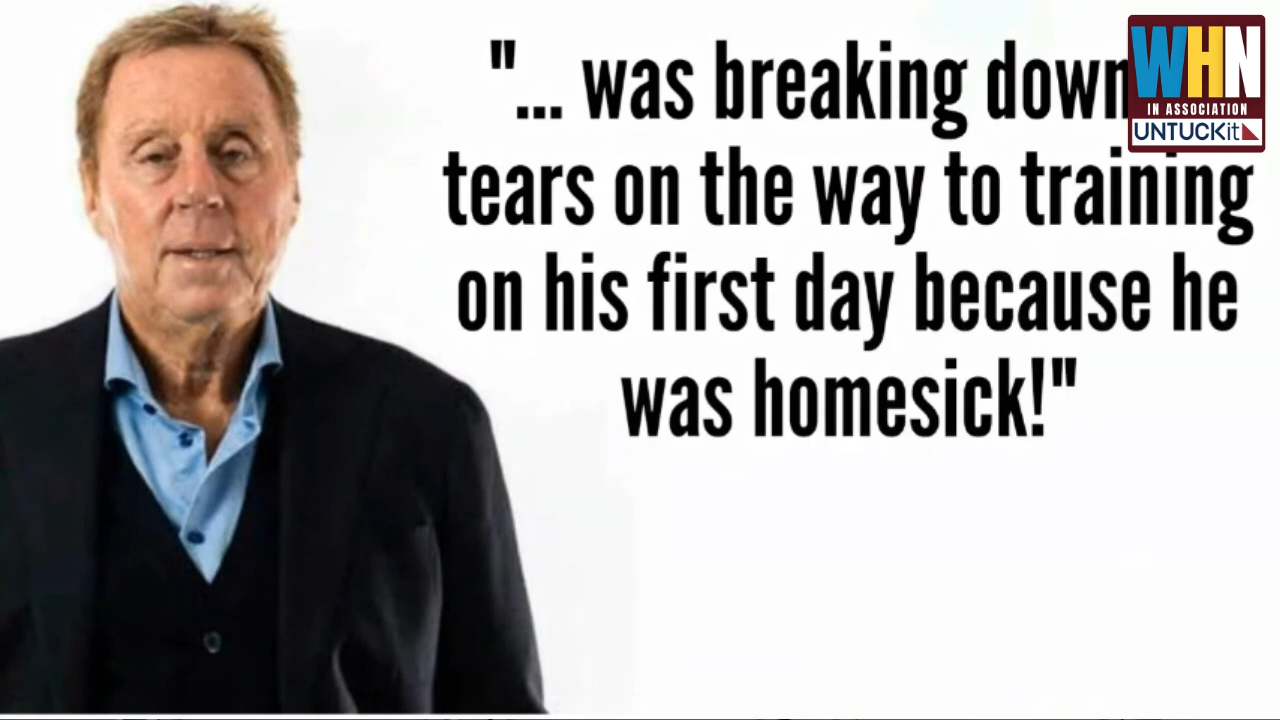 "... was breaking down
tears on the way to training
on his first day because he
was homesick!"
WHN
IN ASSOCIATION
UNTUCKit